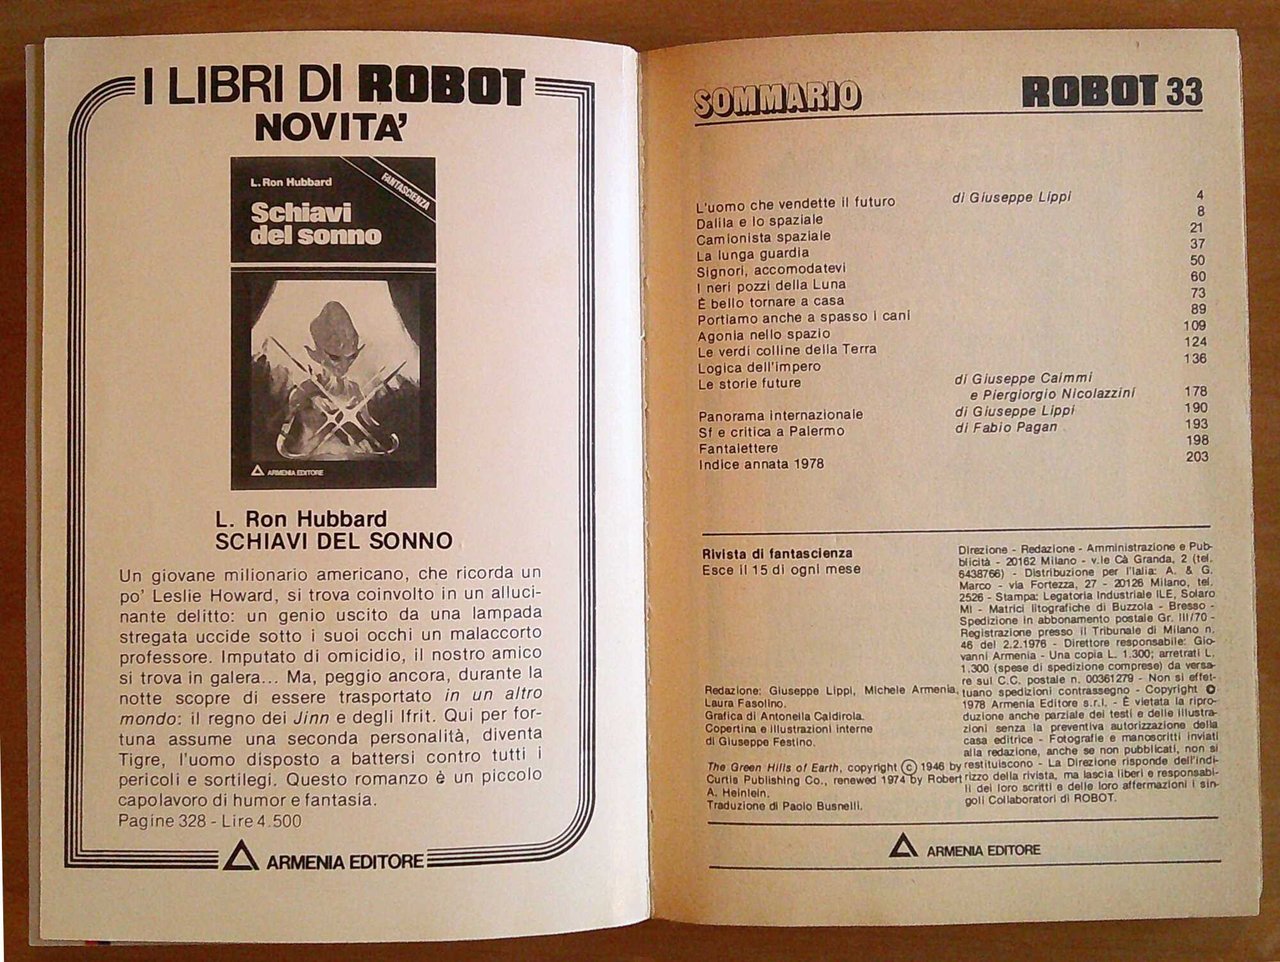 I LIBRI DI ROBOT
NOVITA'
L. Ron Hubbard
FANTASCIENZA
Schiavi
del sonno
ARMENIA EDITORE
L. Ron Hubbard
SCHIAVI DEL SONNO
Un giovane milionario americano, che ricorda un
po' Leslie Howard, si trova coinvolto in un alluci-
nante delitto: un genio uscito da una lampada
stregata uccide sotto i suoi occhi un malaccorto
professore. Imputato di omicidio, il nostro amico
si trova in galera... Ma, peggio ancora, durante la
notte scopre di essere trasportato in un altro
mondo: il regno dei Jinn e degli Ifrit. Qui per for-
tuna assume una seconda personalità, diventa
Tigre, l'uomo disposto a battersi contro tutti i
pericoli e sortilegi. Questo romanzo è un piccolo
capolavoro di humor e fantasia.
Pagine 328 - Lire 4.500
ARMENIA EDITORE
SOMMARIO ROBOT 33
L'uomo che vendette il futuro di Giuseppe Lippi 4
Dalila e lo spaziale 8
Camionista spaziale 21
La lunga guardia 37
Signori, accomodatevi 50
I neri pozzi della Luna 60
È bello tornare a casa 73
Portiamo anche a spasso i cani 89
Agonia nello spazio 109
Le verdi colline della Terra 124
Logica dell'impero 136
Le storie future di Giuseppe Caimmi
e Piergiorgio Nicolazzini 178
Panorama internazionale di Giuseppe Lippi 190
Sf e critica a Palermo di Fabio Pagan 193
Fantalettere 198
Indice annata 1978 203
Rivista di fantascienza
Esce il 15 di ogni mese
Redazione: Giuseppe Lippi, Michele Armenia,
Laura Fasolino.
Grafica di Antonella Caldirola.
Copertina e illustrazioni interne
di Giuseppe Festino.
The Green Hills of Earth, copyright © 1946 by
Curtis Publishing Co., renewed 1974 by Robert
A. Heinlein.
Traduzione di Paolo Busnelli.
Direzione - Redazione - Amministrazione e Pub-
blicità - 20162 Milano - v.le Cà Granda, 2 (tel.
6438766) - Distribuzione per l'Ialia: A. & G.
Marco - via Fortezza, 27 - 20126 Milano, tel.
2526 - Stampa: Legatoria Industriale ILE, Solaro
MI - Matrici litografiche di Buzzola - Bresso -
Spedizione in abbonamento postale Gr. III/70 -
Registrazione presso il Tribunale di Milano n.
46 del 2.2.1976 - Direttore responsabile: Gio-
vanni Armenia - Una copia L. 1.300; arretrati L.
1.300 (spese di spedizione comprese) da versa-
re sul C.C. postale n. 00361279 - Non si effet-
tuano spedizioni contrassegno - Copyright ©
1978 Armenia Editore s.r.l. - È vietata la ripro-
duzione anche parziale dei testi e delle illustra-
zioni senza la preventiva autorizzazione della
casa editrice - Fotografie e manoscritti inviati
alla redazione, anche se non pubblicati, non si
restituiscono - La Direzione risponde dell'indi-
rizzo della rivista, ma lascia liberi e responsabi-
li dei loro scritti e delle loro affermazioni i sin-
goli Collaboratori di ROBOT.
ARMENIA EDITORE